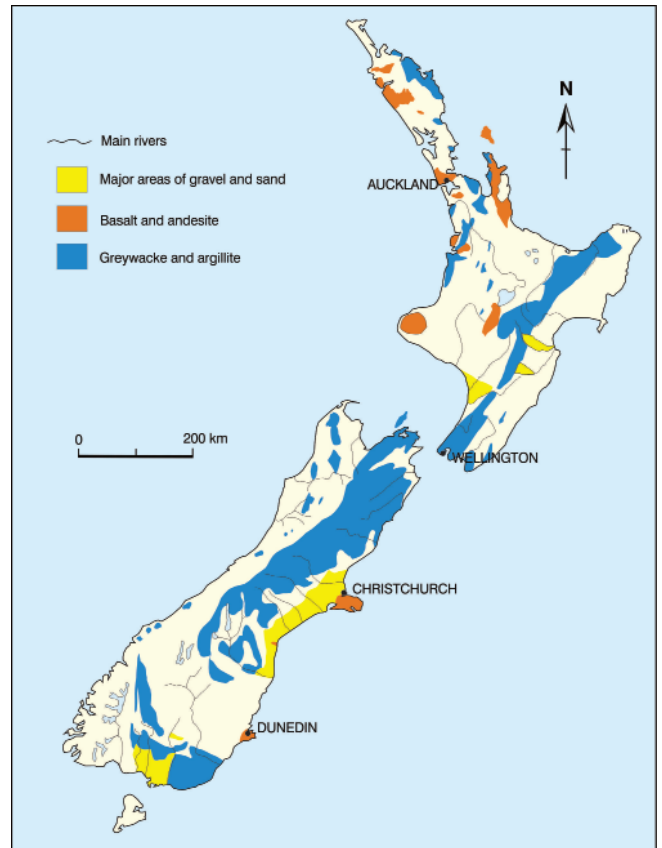 N
Main rivers
Major areas of gravel and sand
AUCKLAND
Basalt and andesite
Greywacke and argillite
0 200 km
WELLINGTON
CHRISTCHURCH
DUNEDIN